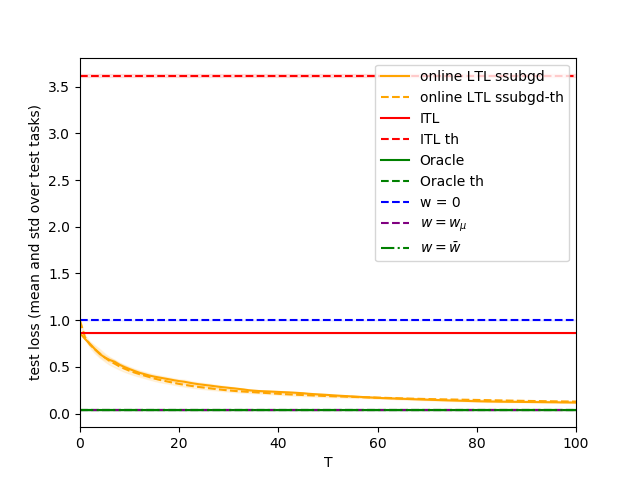 test loss (mean and std over test tasks)
3.5
3.0
2.5
2.0
1.5
1.0
0.5
0.0
online LTL ssubgd
online LTL ssubgd-th
ITL
ITL th
Oracle
Oracle th
w = 0
w = w_μ
w = w̄
0 20 40 60 80 100
T